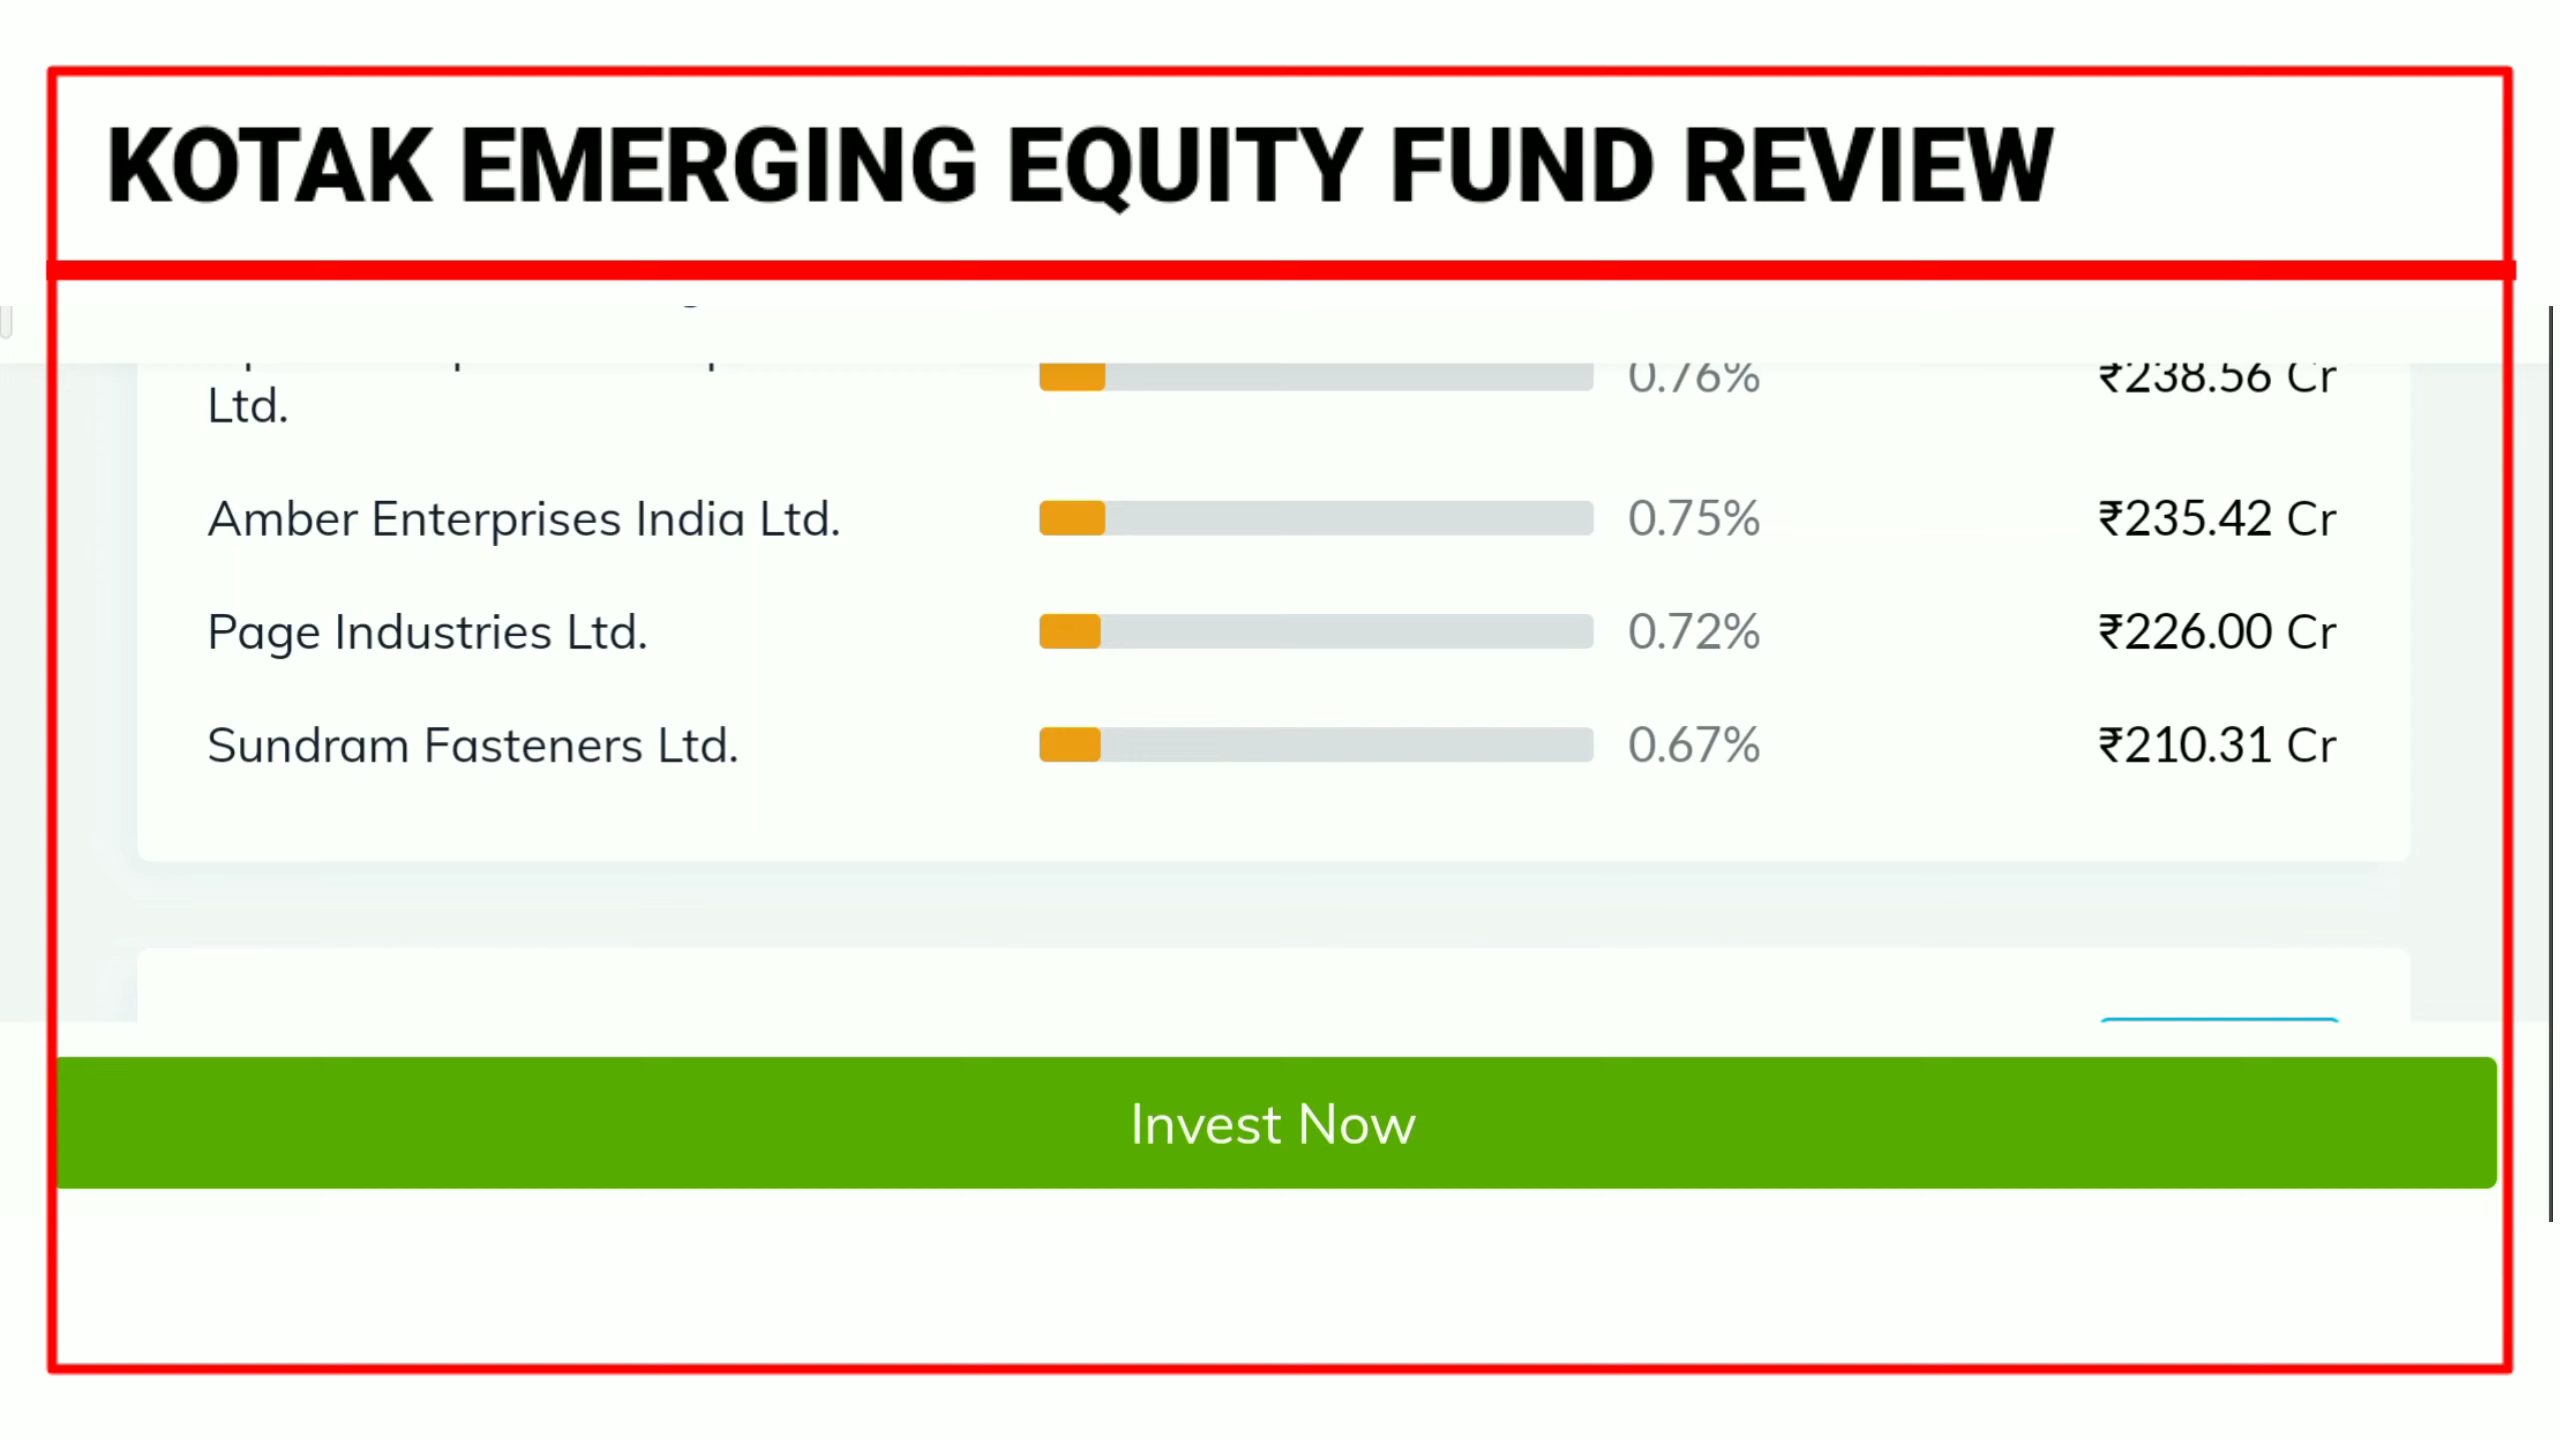 KOTAK EMERGING EQUITY FUND REVIEW
Ltd. 0.76% ₹238.56 Cr
Amber Enterprises India Ltd. 0.75% ₹235.42 Cr
Page Industries Ltd. 0.72% ₹226.00 Cr
Sundram Fasteners Ltd. 0.67% ₹210.31 Cr
Invest Now